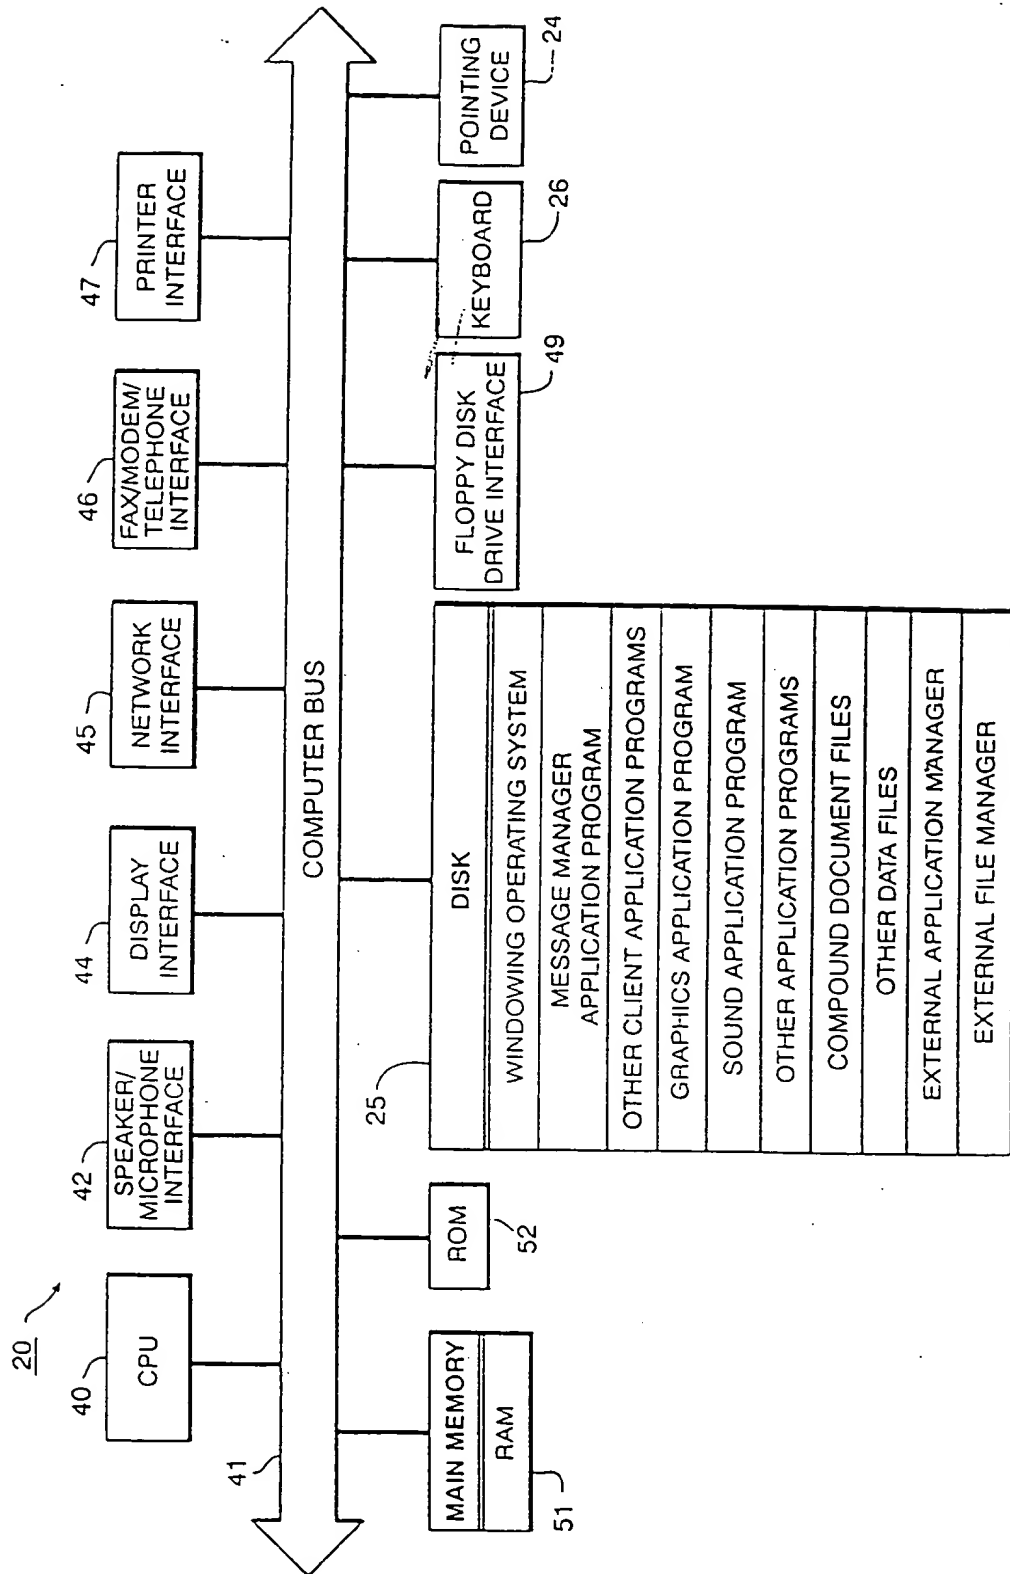 20
40
CPU
42
SPEAKER/
MICROPHONE
INTERFACE
44
DISPLAY
INTERFACE
45
NETWORK
INTERFACE
46
FAX/MODEM/
TELEPHONE
INTERFACE
47
PRINTER
INTERFACE
41
COMPUTER BUS
MAIN MEMORY
RAM
51
ROM
52
25
DISK
WINDOWING OPERATING SYSTEM
MESSAGE MANAGER
APPLICATION PROGRAM
OTHER CLIENT APPLICATION PROGRAMS
GRAPHICS APPLICATION PROGRAM
SOUND APPLICATION PROGRAM
OTHER APPLICATION PROGRAMS
COMPOUND DOCUMENT FILES
OTHER DATA FILES
EXTERNAL APPLICATION MANAGER
EXTERNAL FILE MANAGER
FLOPPY DISK
DRIVE INTERFACE
49
KEYBOARD
26
POINTING
DEVICE
24